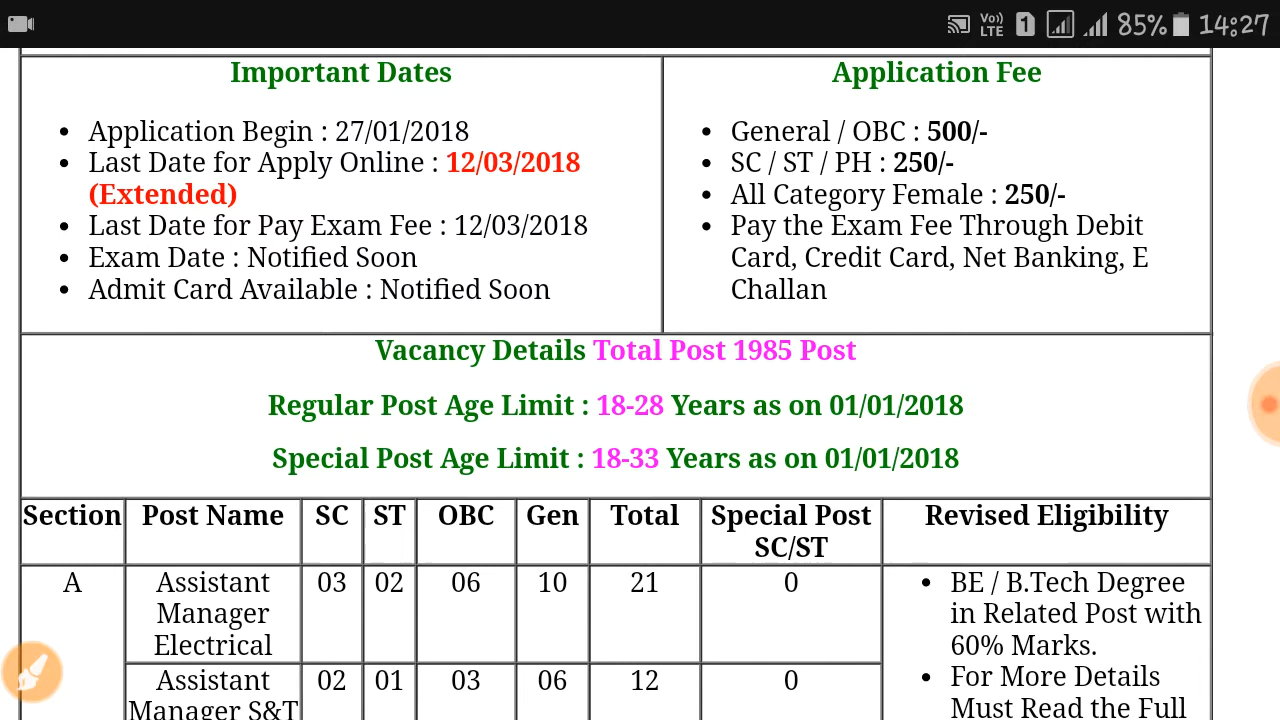 Vo)) LTE 1 85% 14:27
Important Dates
Application Begin : 27/01/2018
Last Date for Apply Online : 12/03/2018
(Extended)
Last Date for Pay Exam Fee : 12/03/2018
Exam Date : Notified Soon
Admit Card Available : Notified Soon
Application Fee
General / OBC : 500/-
SC / ST / PH : 250/-
All Category Female : 250/-
Pay the Exam Fee Through Debit
Card, Credit Card, Net Banking, E
Challan
Vacancy Details Total Post 1985 Post
Regular Post Age Limit : 18-28 Years as on 01/01/2018
Special Post Age Limit : 18-33 Years as on 01/01/2018
Section Post Name SC ST OBC Gen Total Special Post SC/ST Revised Eligibility
A
Assistant
Manager
Electrical
03 02 06 10 21 0
Assistant
Manager S&T
02 01 03 06 12 0
BE / B.Tech Degree
in Related Post with
60% Marks.
For More Details
Must Read the Full